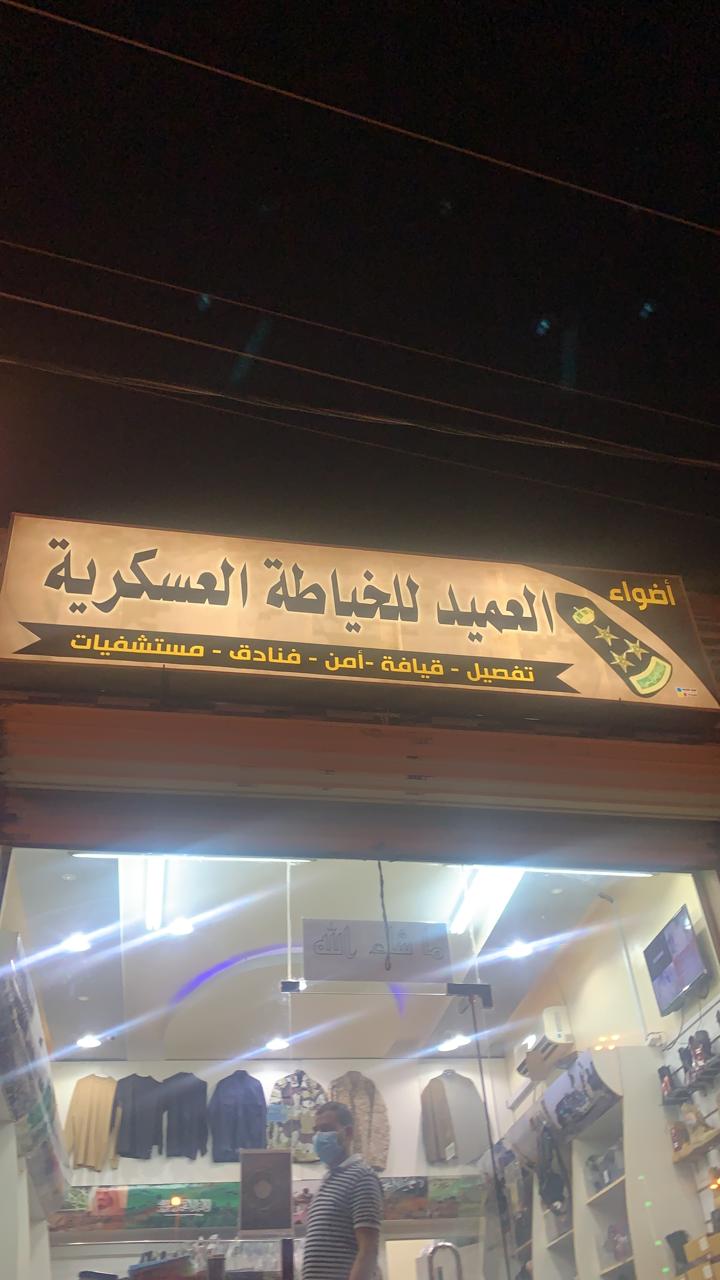 أضواء
العميد للخياطة العسكرية
تفصيل - قيافة -أمن - فنادق - مستشفيات
ما شاء الله